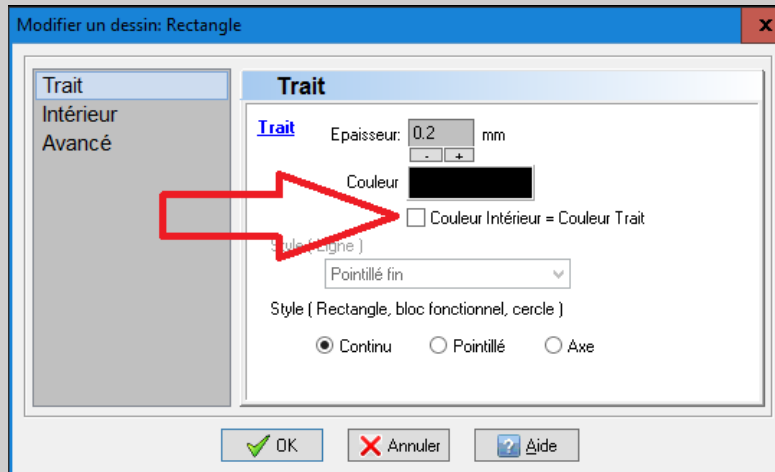 Modifier un dessin: Rectangle
x
Trait
Intérieur
Avancé
Trait
Trait
Epaisseur: 0.2 mm
- +
Couleur
Couleur Intérieur = Couleur Trait
Style ( Ligne )
Pointillé fin
Style ( Rectangle, bloc fonctionnel, cercle )
Continu Pointillé Axe
OK Annuler ? Aide